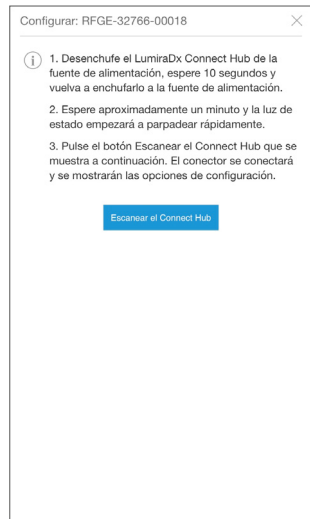 Configurar: RFGE-32766-00018
1. Desenchufe el LumiraDx Connect Hub de la
fuente de alimentación, espere 10 segundos y
vuelva a enchufarlo a la fuente de alimentación.
2. Espere aproximadamente un minuto y la luz de
estado empezará a parpadear rápidamente.
3. Pulse el botón Escanear el Connect Hub que se
muestra a continuación. El conector se conectará
y se mostrarán las opciones de configuración.
Escanear el Connect Hub